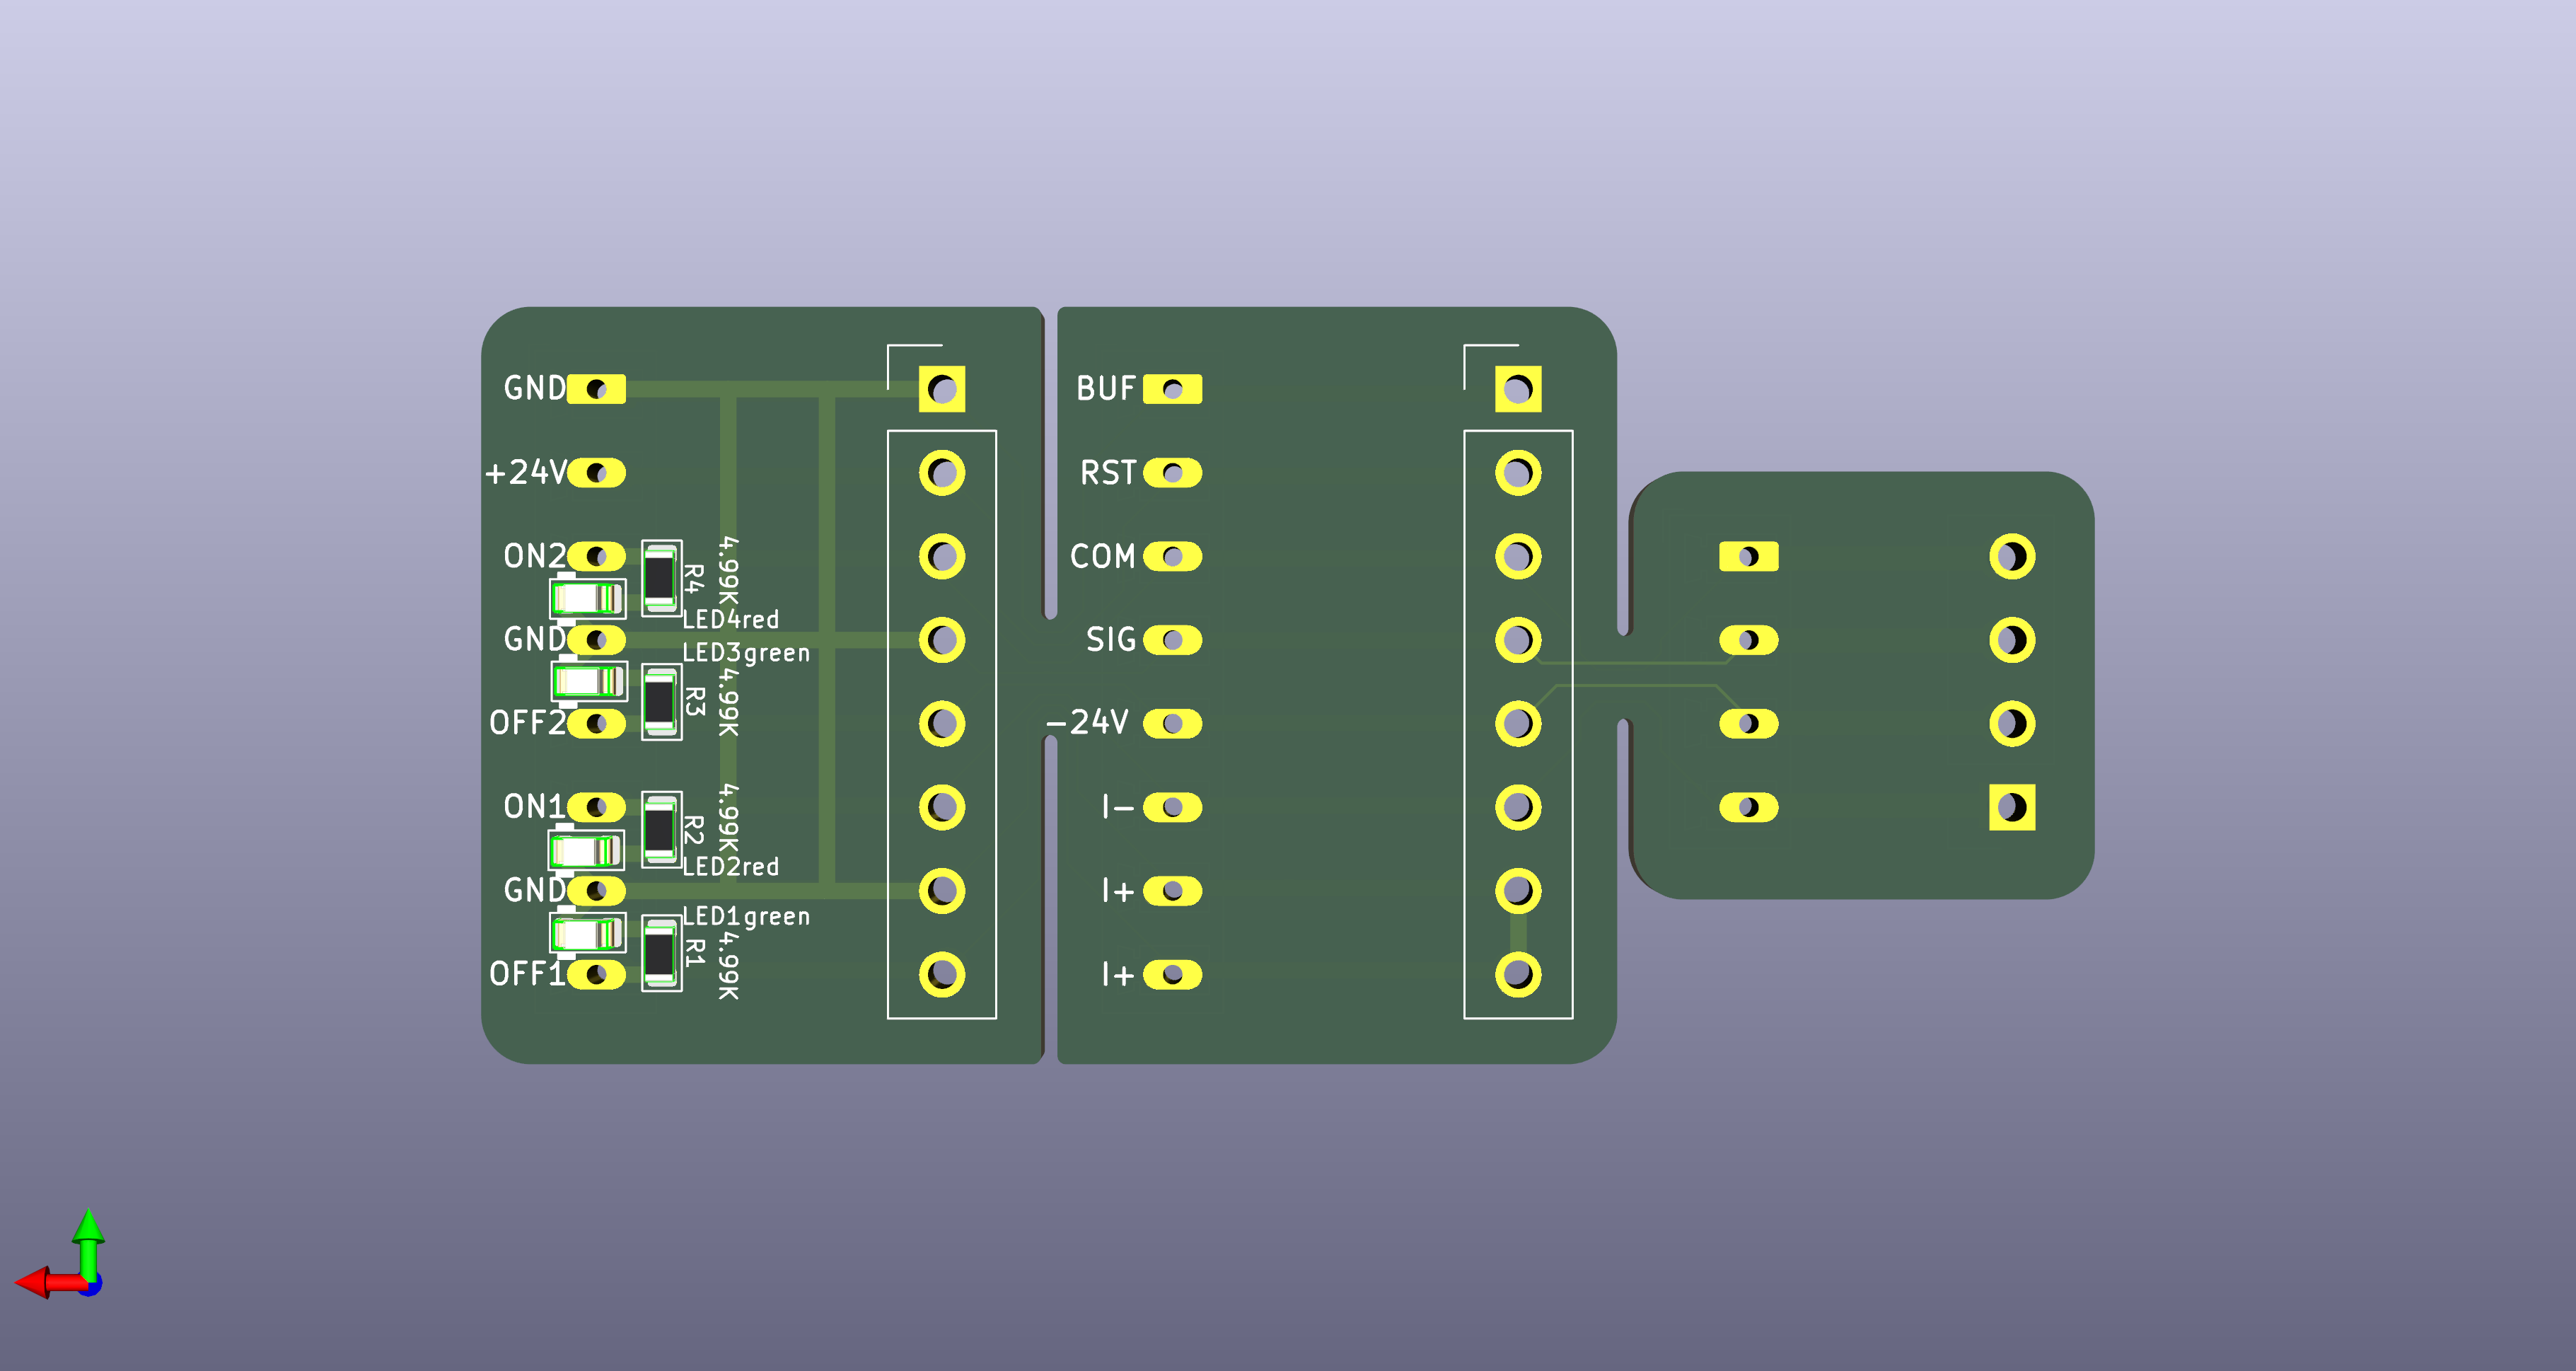 GND
+24V
ON2
GND
OFF2
ON1
GND
OFF1
R4
4.99K
LED4red
LED3green
R3
4.99K
R2
4.99K
LED2red
LED1green
R1
4.99K
BUF
RST
COM
SIG
-24V
I-
I+
I+